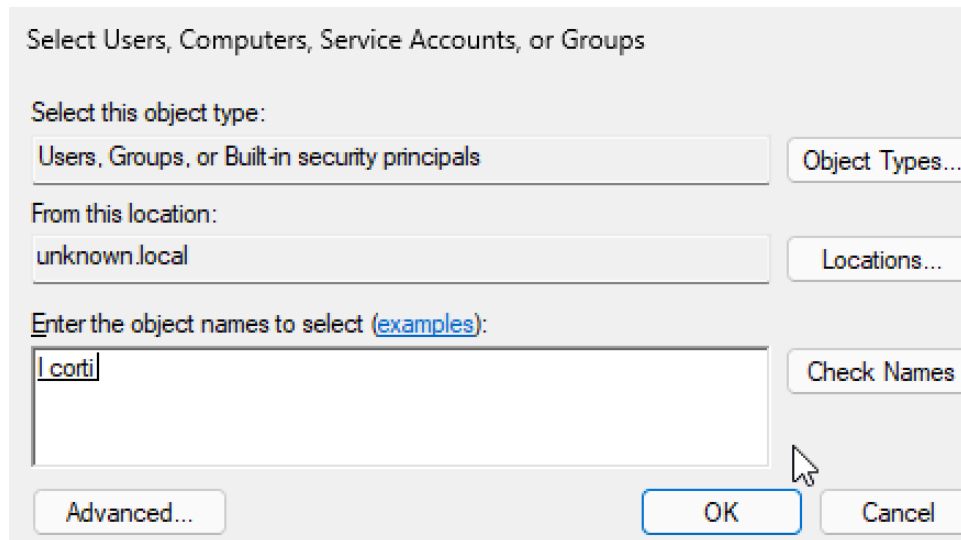 Select Users, Computers, Service Accounts, or Groups
Select this object type:
Users, Groups, or Built-in security principals
Object Types...
From this location:
unknown.local
Locations...
Enter the object names to select (examples):
l corti
Check Names
Advanced...
OK
Cancel